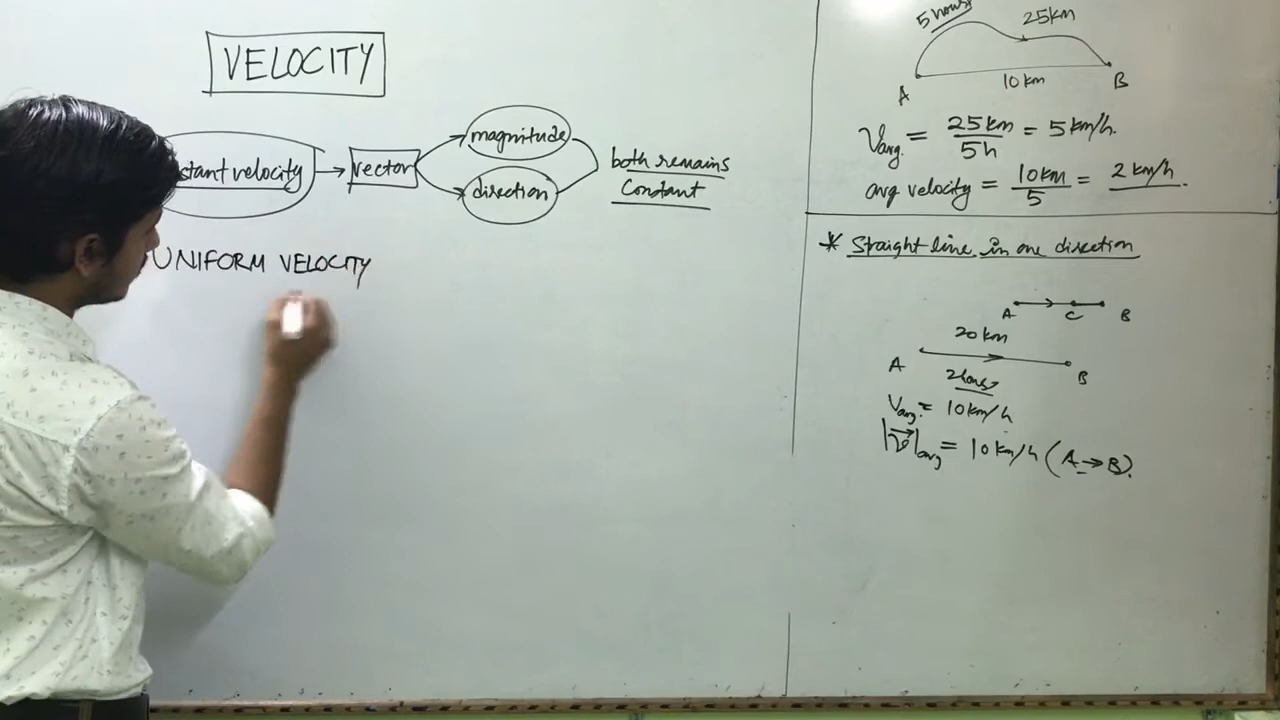 VELOCITY
stant velocity → vector
magnitude
direction
both remains
Constant
UNIFORM VELOCITY
5 hours
25km
A
10 km
B
Vavg. = 25km / 5h = 5 km/h.
avg velocity = 10km / 5 = 2 km/h.
* Straight line in one direction
A C B
20 km
A B
2 hours
Vavg. = 10km/h
|v⃗|avg = 10 km/h (A→B).